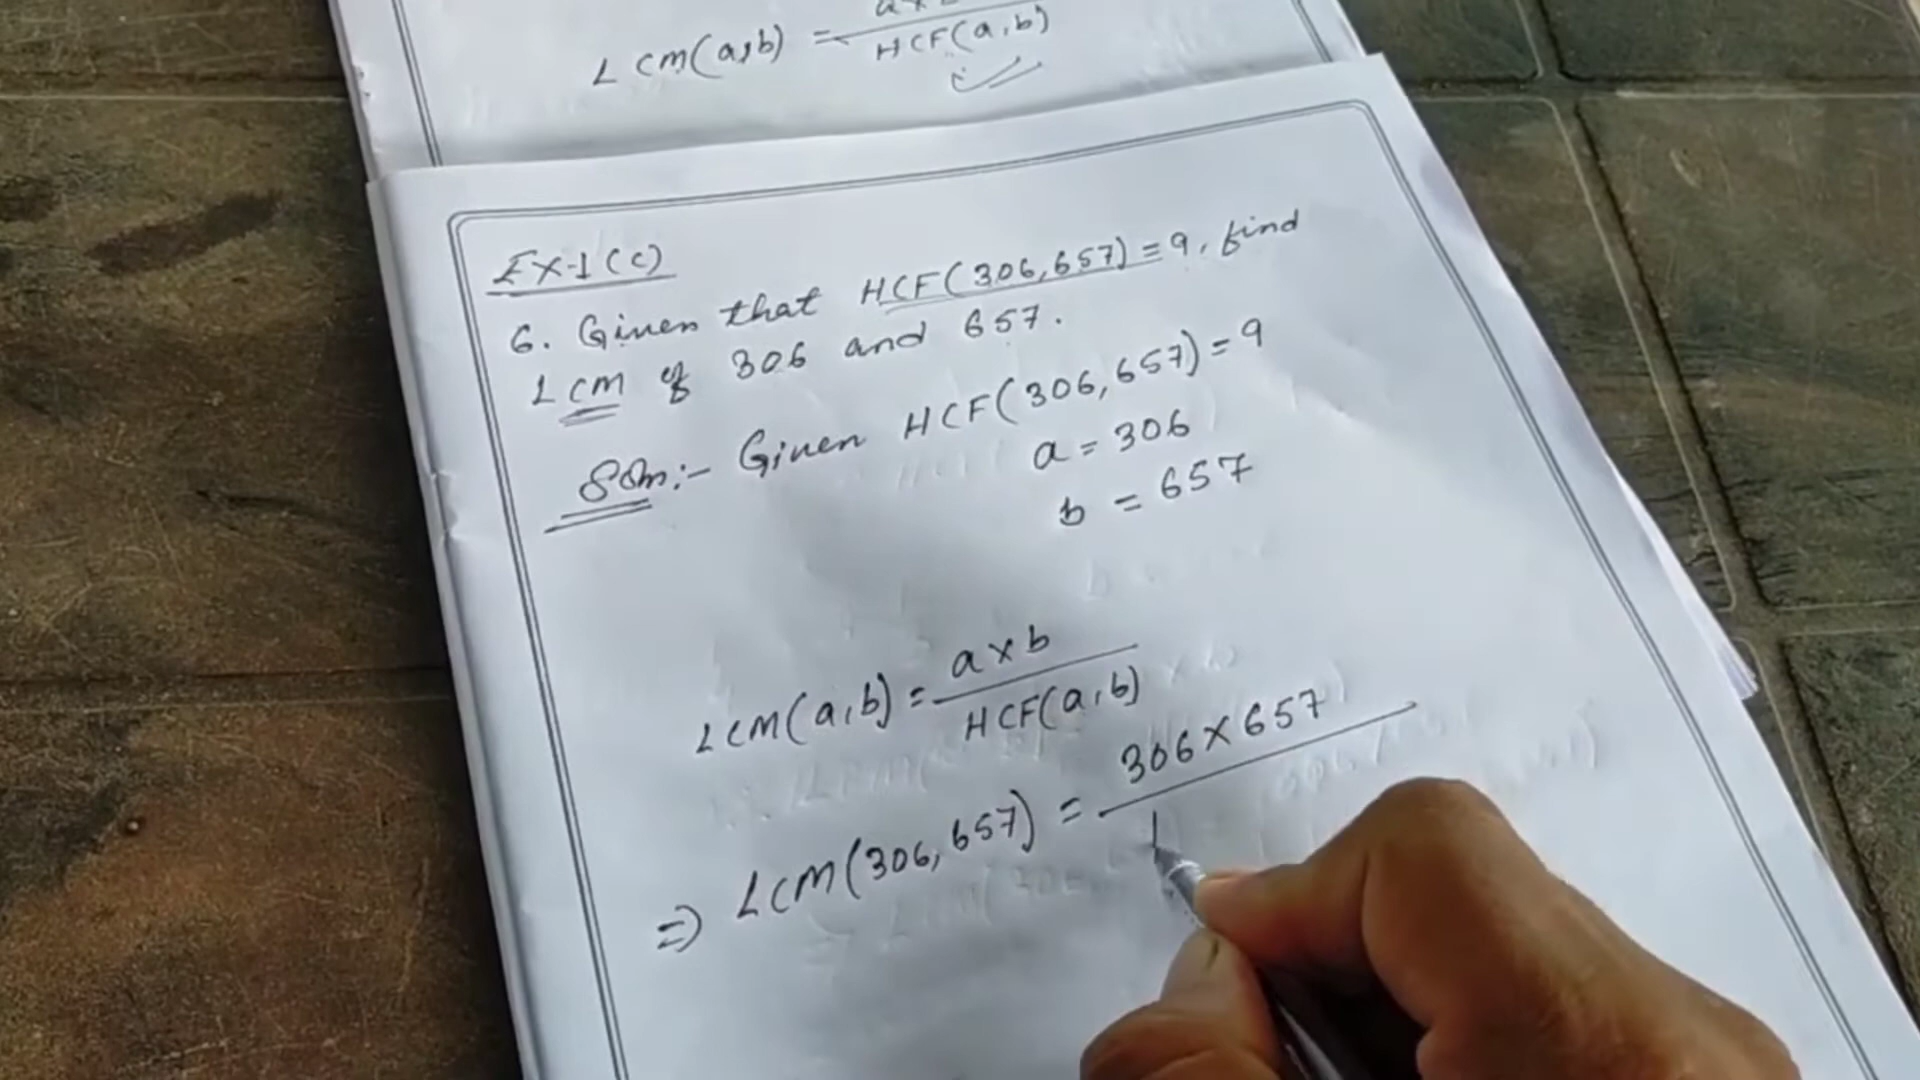 LCM(a,b) = a×
HCF(a,b)
EX-1(C)
6. Given that HCF(306,657)=9, find
LCM of 306 and 657.
Soln:- Given HCF(306,657)=9
a = 306
b = 657
LCM(a,b) = a×b
HCF(a,b)
306×657
⇒ LCM(306,657) =